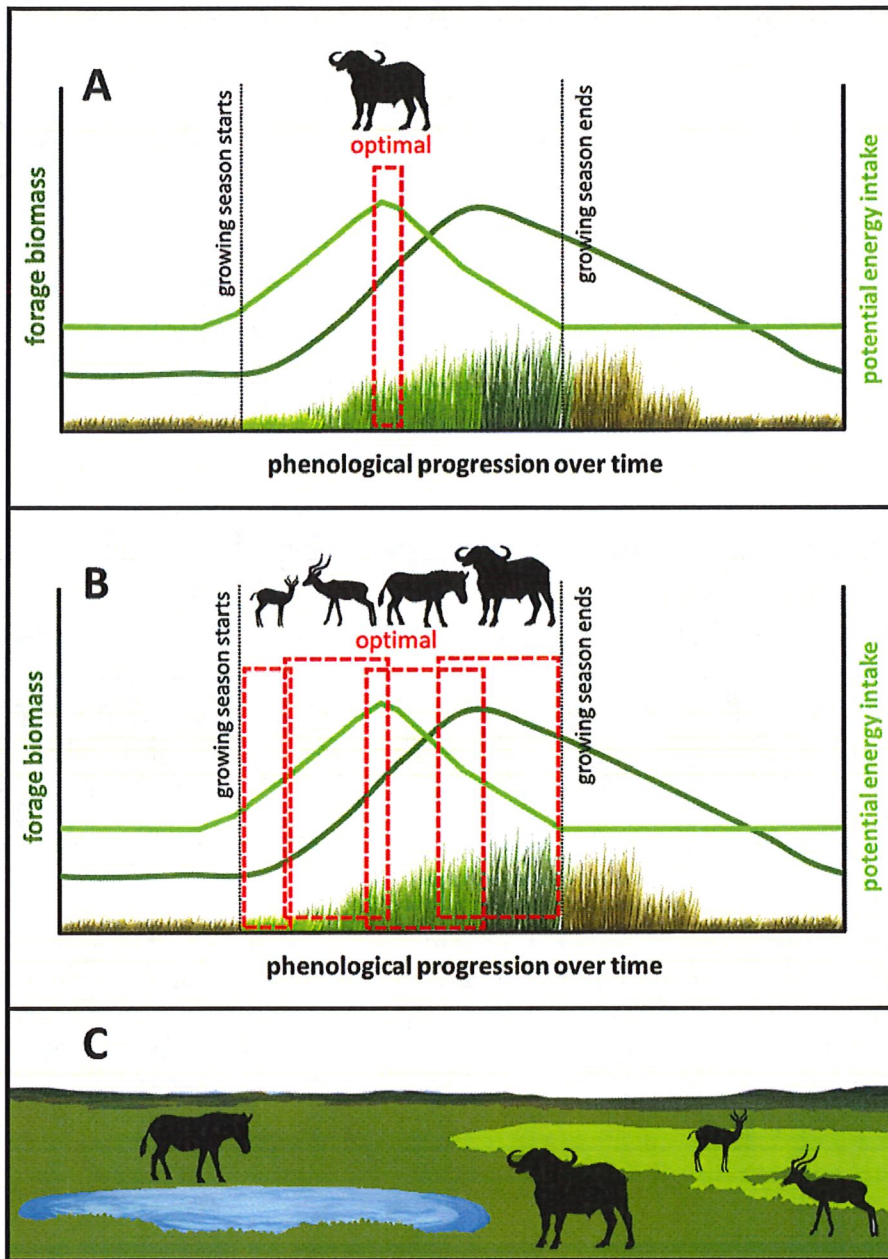 A
optimal
forage biomass
growing season starts
growing season ends
potential energy intake
phenological progression over time
B
optimal
forage biomass
growing season starts
growing season ends
potential energy intake
phenological progression over time
C